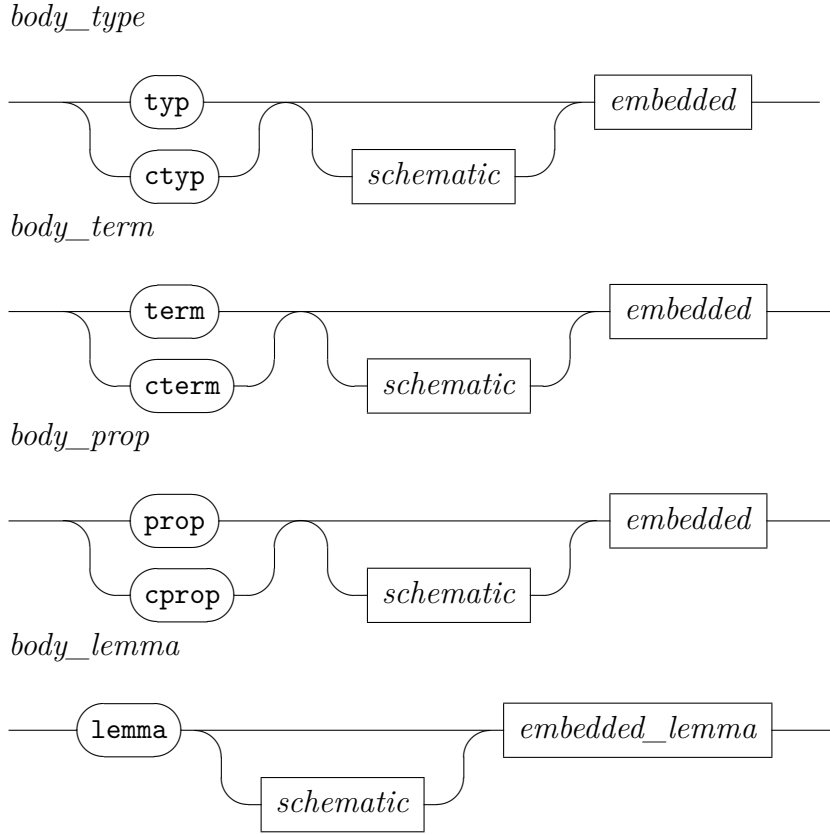 body_type
typ embedded
ctyp schematic
body_term
term embedded
cterm schematic
body_prop
prop embedded
cprop schematic
body_lemma
lemma embedded_lemma
schematic